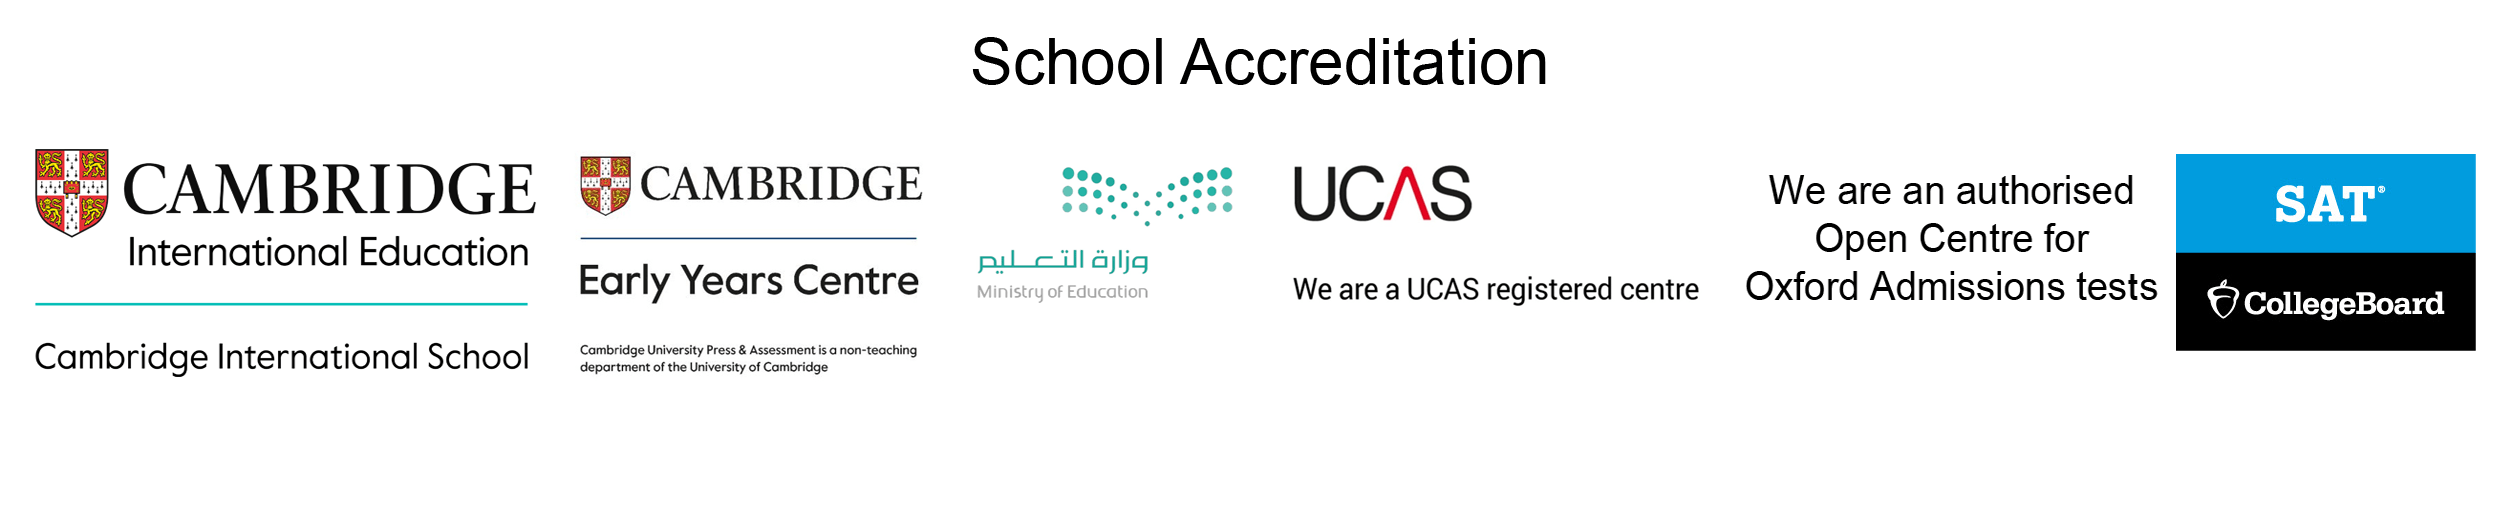 School Accreditation
CAMBRIDGE
International Education
Cambridge International School
CAMBRIDGE
Early Years Centre
Cambridge University Press & Assessment is a non-teaching
department of the University of Cambridge
وزارة التعليم
Ministry of Education
UCAS
We are a UCAS registered centre
We are an authorised
Open Centre for
Oxford Admissions tests
SAT®
CollegeBoard